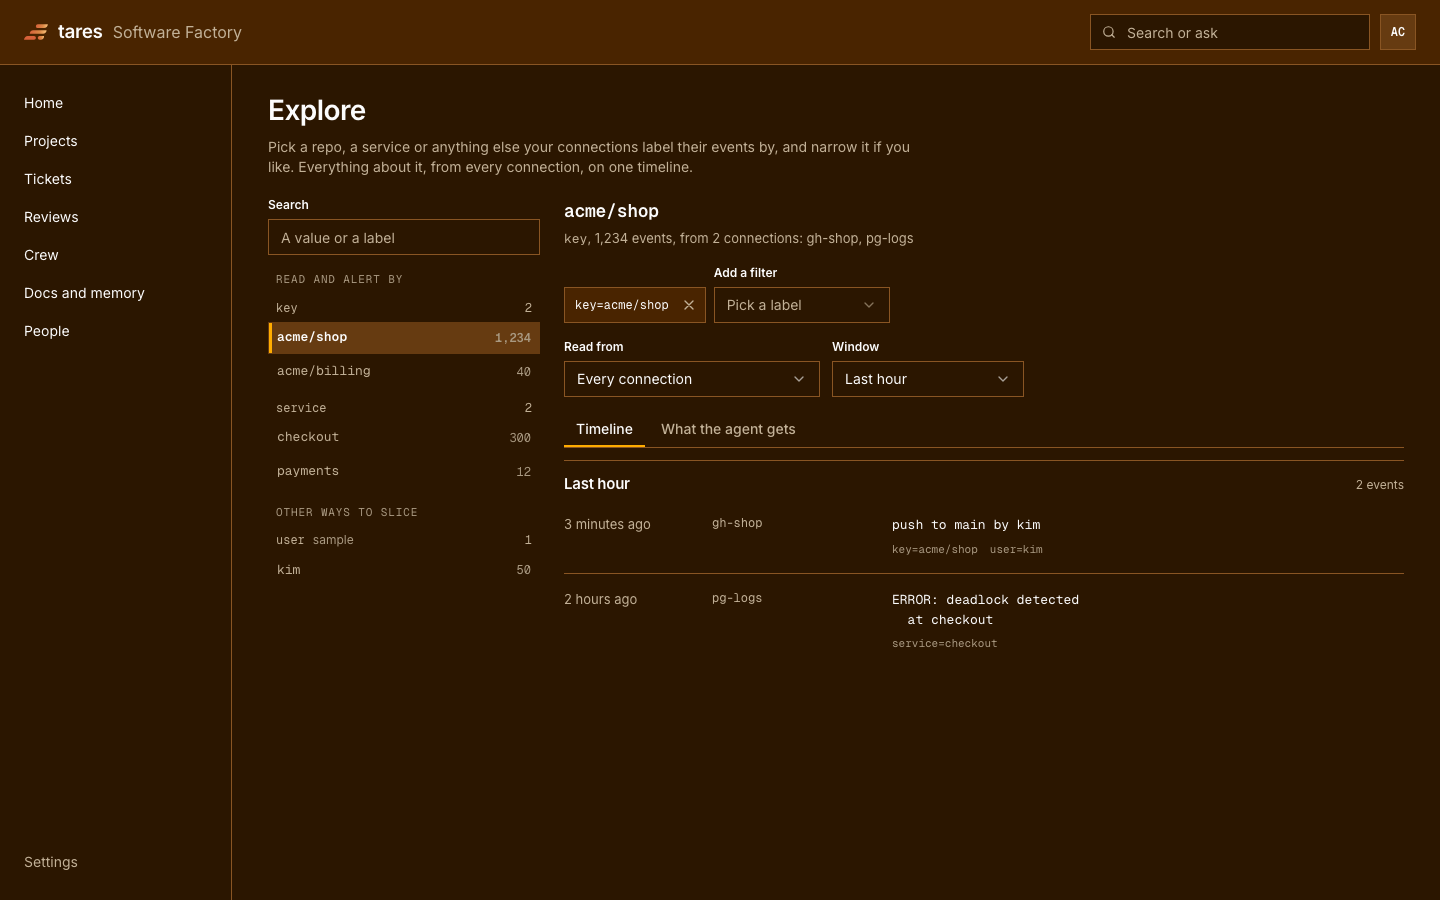 tares Software Factory
Search or ask
AC
Home
Projects
Tickets
Reviews
Crew
Docs and memory
People
Settings
Explore
Pick a repo, a service or anything else your connections label their events by, and narrow it if you
like. Everything about it, from every connection, on one timeline.
Search
A value or a label
READ AND ALERT BY
key 2
acme/shop 1,234
acme/billing 40
service 2
checkout 300
payments 12
OTHER WAYS TO SLICE
user sample 1
kim 50
acme/shop
key, 1,234 events, from 2 connections: gh-shop, pg-logs
Add a filter
key=acme/shop
Pick a label
Read from
Window
Every connection
Last hour
Timeline
What the agent gets
Last hour
2 events
3 minutes ago
gh-shop
push to main by kim
key=acme/shop user=kim
2 hours ago
pg-logs
ERROR: deadlock detected
at checkout
service=checkout